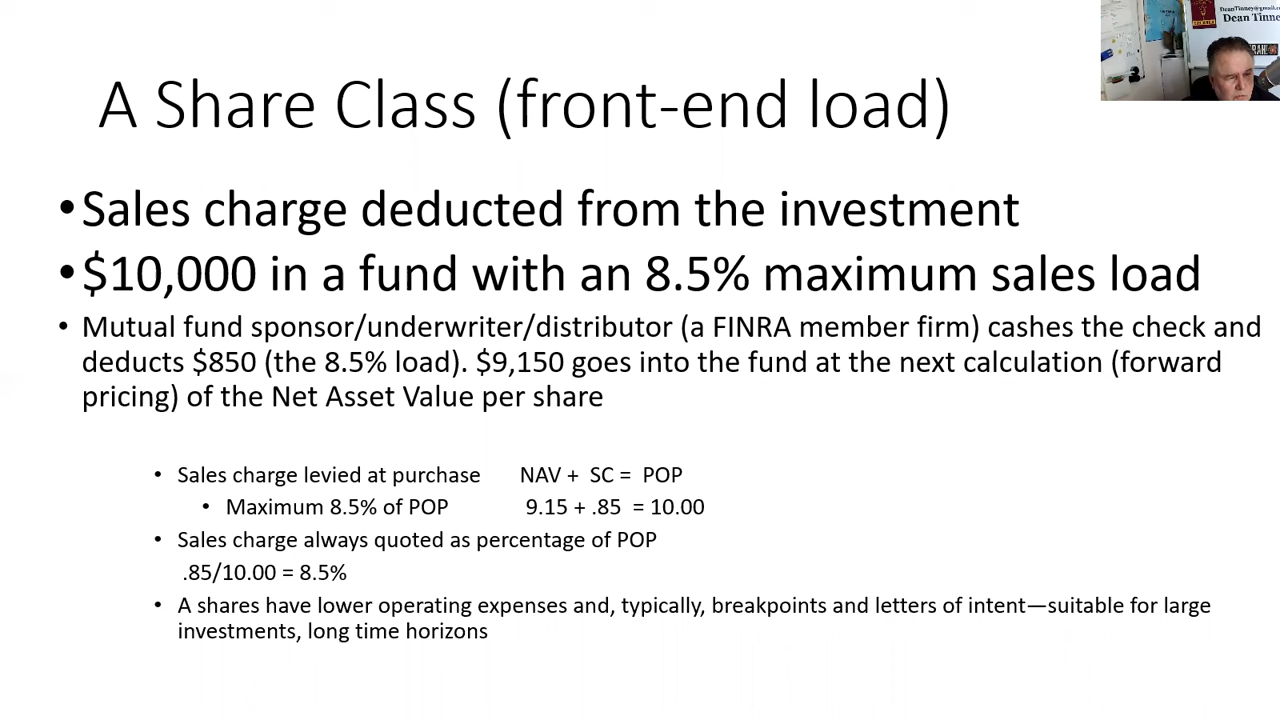 DeanTinney@gmail.c
Dean Tinne
A Share Class (front-end load)
•Sales charge deducted from the investment
•$10,000 in a fund with an 8.5% maximum sales load
• Mutual fund sponsor/underwriter/distributor (a FINRA member firm) cashes the check and
deducts $850 (the 8.5% load). $9,150 goes into the fund at the next calculation (forward
pricing) of the Net Asset Value per share
• Sales charge levied at purchase NAV + SC = POP
• Maximum 8.5% of POP 9.15 + .85 = 10.00
• Sales charge always quoted as percentage of POP
.85/10.00 = 8.5%
• A shares have lower operating expenses and, typically, breakpoints and letters of intent—suitable for large
investments, long time horizons